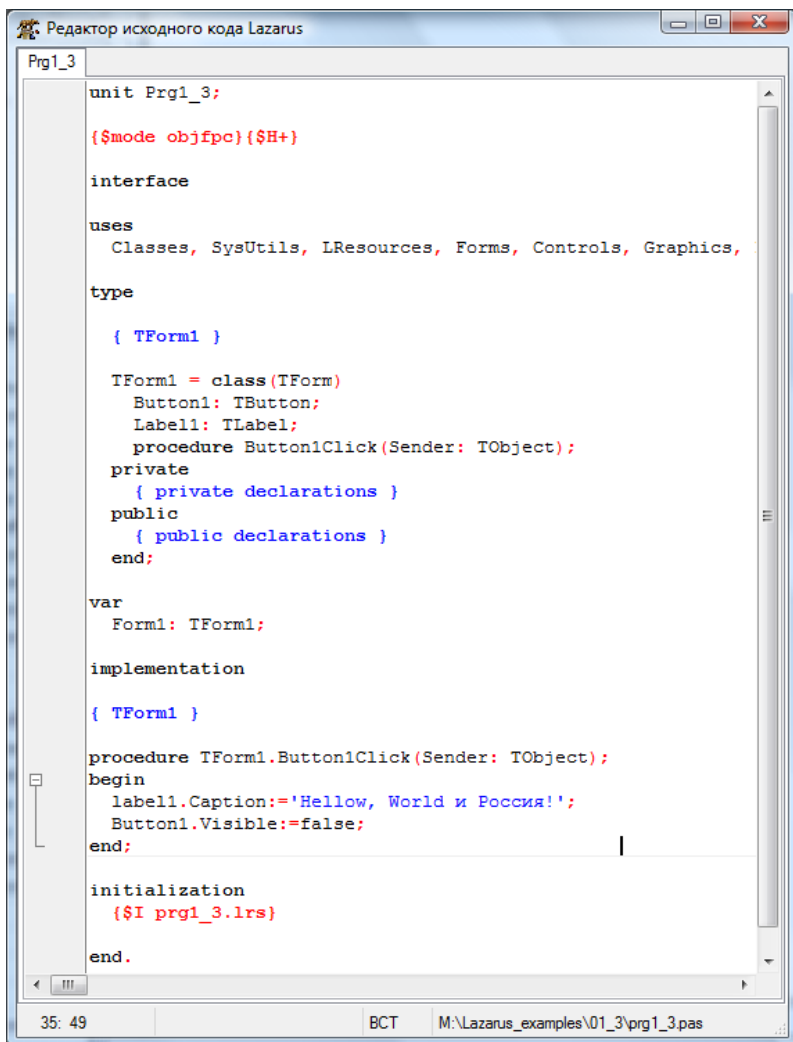 Редактор исходного кода Lazarus
Prg1_3
unit Prg1_3;
{$mode objfpc}{$H+}
interface
uses
Classes, SysUtils, LResources, Forms, Controls, Graphics,
type
{ TForm1 }
TForm1 = class(TForm)
Button1: TButton;
Label1: TLabel;
procedure Button1Click(Sender: TObject);
private
{ private declarations }
public
{ public declarations }
end;
var
Form1: TForm1;
implementation
{ TForm1 }
procedure TForm1.Button1Click(Sender: TObject);
begin
label1.Caption:='Hellow, World и Россия!';
Button1.Visible:=false;
end;
initialization
{$I prg1_3.lrs}
end.
35: 49 ВСТ M:\Lazarus_examples\01_3\prg1_3.pas